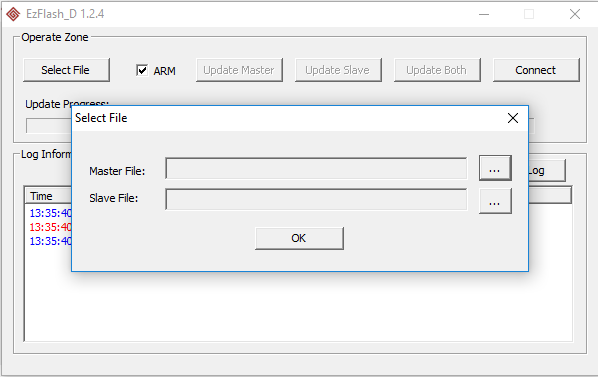 EzFlash_D 1.2.4
Operate Zone
Select File
ARM
Update Master
Update Slave
Update Both
Connect
Update Progress:
Select File
Log Inform
Master File:
...
Log
Slave File:
...
Time
13:35:40
13:35:40
13:35:40
OK